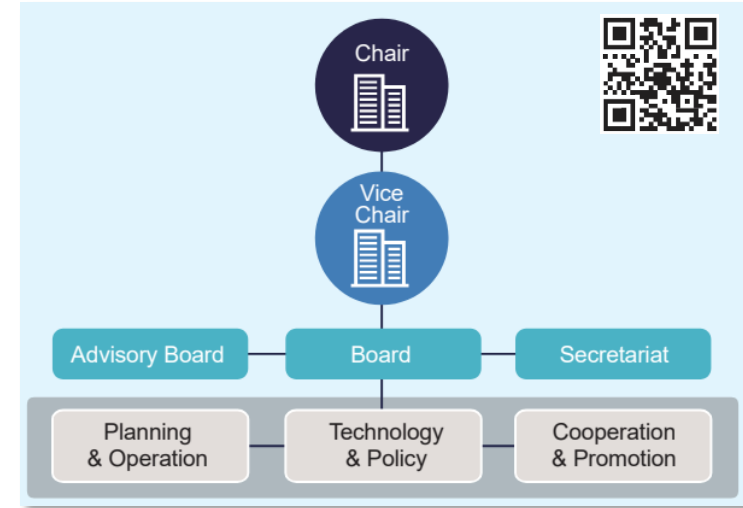 Chair
Vice
Chair
Advisory Board
Board
Secretariat
Planning
& Operation
Technology
& Policy
Cooperation
& Promotion